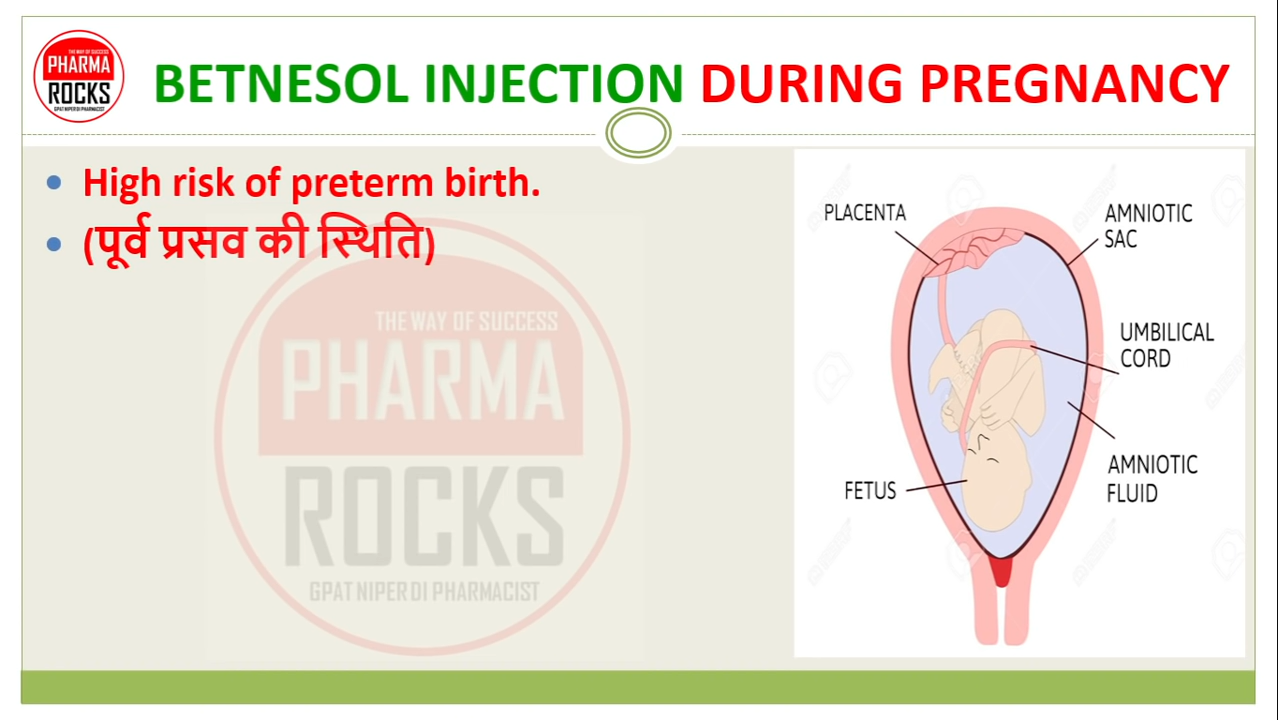 THE WAY OF SUCCESS
PHARMA
ROCKS
GPAT NIPER DI PHARMACIST
BETNESOL INJECTION DURING PREGNANCY
High risk of preterm birth.
(पूर्व प्रसव की स्थिति)
THE WAY OF SUCCESS
PHARMA
ROCKS
GPAT NIPER DI PHARMACIST
PLACENTA
AMNIOTIC
SAC
UMBILICAL
CORD
AMNIOTIC
FLUID
FETUS